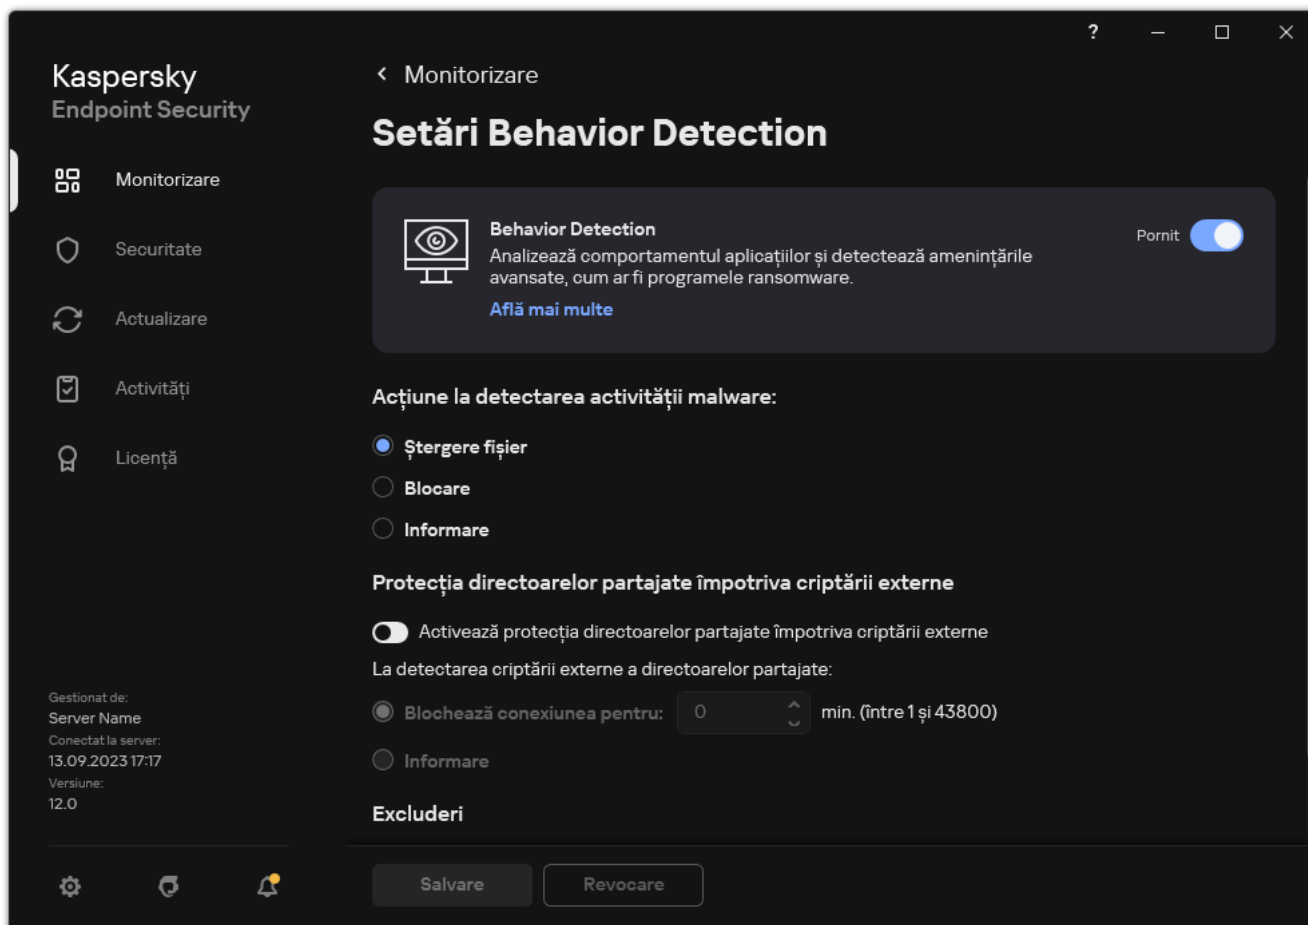 ?
Kaspersky
Endpoint Security
Monitorizare
Securitate
Actualizare
Activități
Licență
Gestionat de:
Server Name
Conectat la server:
13.09.2023 17:17
Versiune:
12.0
Monitorizare
Setări Behavior Detection
Behavior Detection
Analizează comportamentul aplicațiilor și detectează amenințările
avansate, cum ar fi programele ransomware.
Află mai multe
Pornit
Acțiune la detectarea activității malware:
Ștergere fișier
Blocare
Informare
Protecția directoarelor partajate împotriva criptării externe
Activează protecția directoarelor partajate împotriva criptării externe
La detectarea criptării externe a directoarelor partajate:
Blochează conexiunea pentru: 0 min. (între 1 și 43800)
Informare
Excluderi
Salvare
Revocare